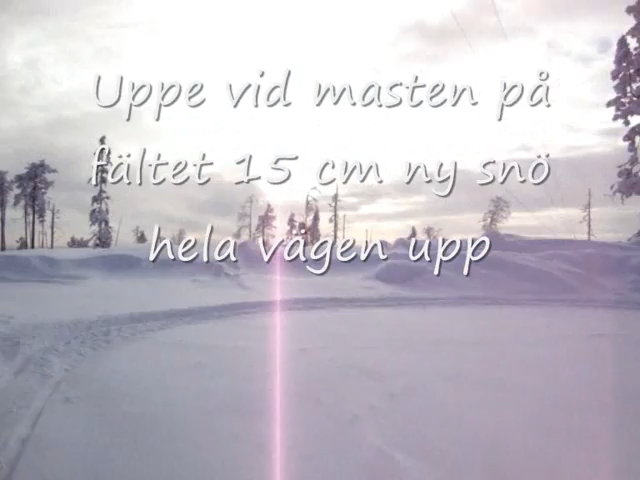 Uppe vid masten på
fältet 15 cm ny snö
hela vägen upp